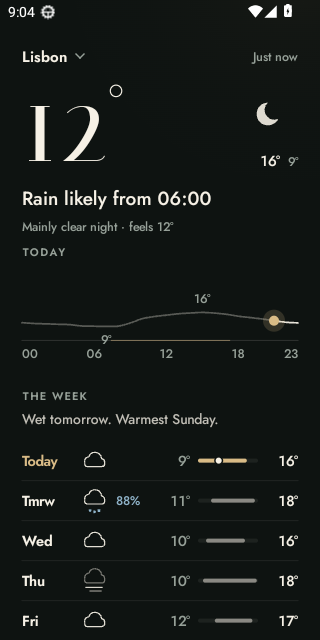 9:04
Lisbon
Just now
12°
16° 9°
Rain likely from 06:00
Mainly clear night · feels 12°
TODAY
16°
9°
00 06 12 18 23
THE WEEK
Wet tomorrow. Warmest Sunday.
Today 9° 16°
Tmrw 88% 11° 18°
Wed 10° 16°
Thu 10° 18°
Fri 12° 17°